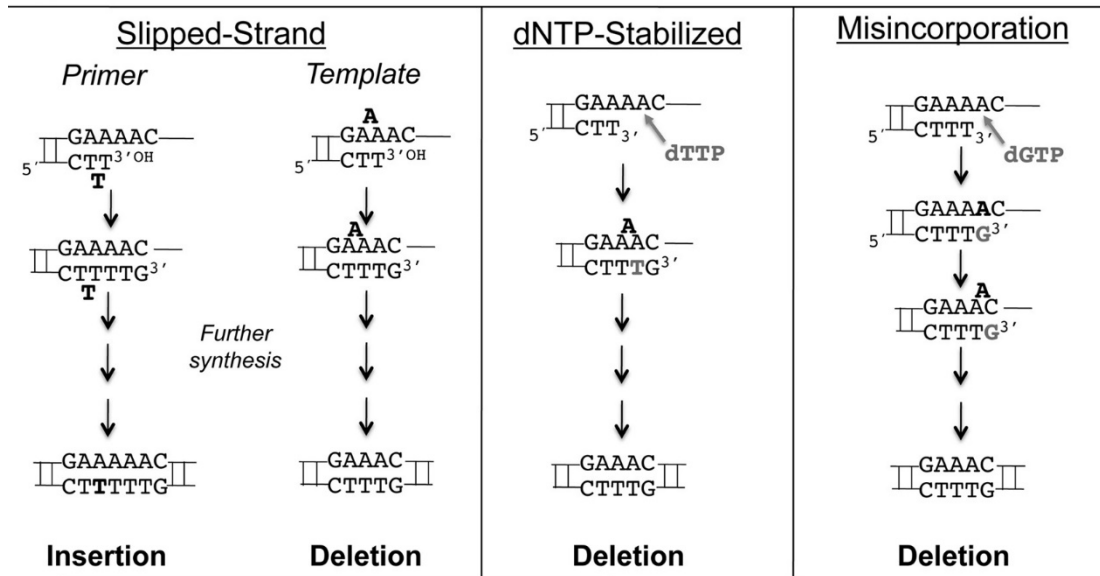 Slipped-Strand
Primer
GAAAAC
5′ CTT3′OH
T
GAAAAC
CTTTTG3′
T
GAAAAAC
CTTTTTG
Insertion
Template
A
GAAAC
CTT3′OH
A
GAAAC
CTTTG3′
Further
synthesis
GAAAC
CTTTG
Deletion
dNTP-Stabilized
GAAAAC
5′ CTT3′
dTTP
A
GAAAC
CTTTG3′
GAAAC
CTTTG
Deletion
Misincorporation
GAAAAC
5′ CTTT3′
dGTP
GAAAAC
5′ CTTTG3′
A
GAAAC
CTTTG3′
GAAAC
CTTTG
Deletion